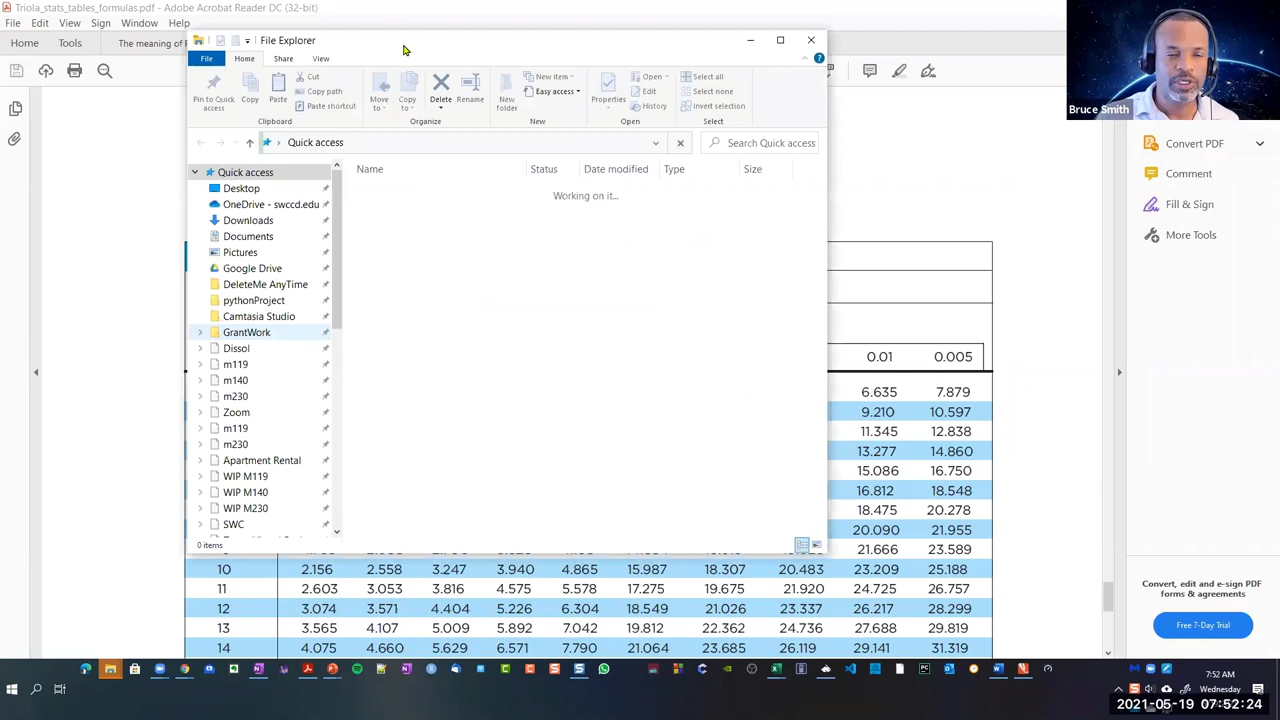 Triola_stats_tables_formulas.pdf - Adobe Acrobat Reader DC (32-bit)
File Edit View Sign Window Help
Home Tools The meaning of
File Explorer
File Home Share View
Pin to Quick access
Copy
Paste
Cut
Copy path
Paste shortcut
Clipboard
Move to
Copy to
Delete
Rename
Organize
New folder
New item
Easy access
New
Properties
Open
Edit
History
Open
Select all
Select none
Invert selection
Select
Quick access
Search Quick access
Name Status Date modified Type Size
Working on it...
Quick access
Desktop
OneDrive - swccd.edu
Downloads
Documents
Pictures
Google Drive
DeleteMe AnyTime
pythonProject
Camtasia Studio
GrantWork
Dissol
m119
m140
m230
Zoom
m119
m230
Apartment Rental
WIP M119
WIP M140
WIP M230
SWC
0 items
Bruce Smith
Convert PDF
Comment
Fill & Sign
More Tools
0.01 0.005
6.635 7.879
9.210 10.597
11.345 12.838
13.277 14.860
15.086 16.750
16.812 18.548
18.475 20.278
20.090 21.955
21.666 23.589
10 2.156 2.558 3.247 3.940 4.865 15.987 18.307 20.483 23.209 25.188
11 2.603 3.053 3.816 4.575 5.578 17.275 19.675 21.920 24.725 26.757
12 3.074 3.571 4.404 5.226 6.304 18.549 21.026 23.337 26.217 28.299
13 3.565 4.107 5.009 5.892 7.042 19.812 22.362 24.736 27.688 29.819
14 4.075 4.660 5.629 6.571 7.790 21.064 23.685 26.119 29.141 31.319
Convert, edit and e-sign PDF
forms & agreements
Free 7-Day Trial
7:52 AM
Wednesday
2021-05-19 07:52:24